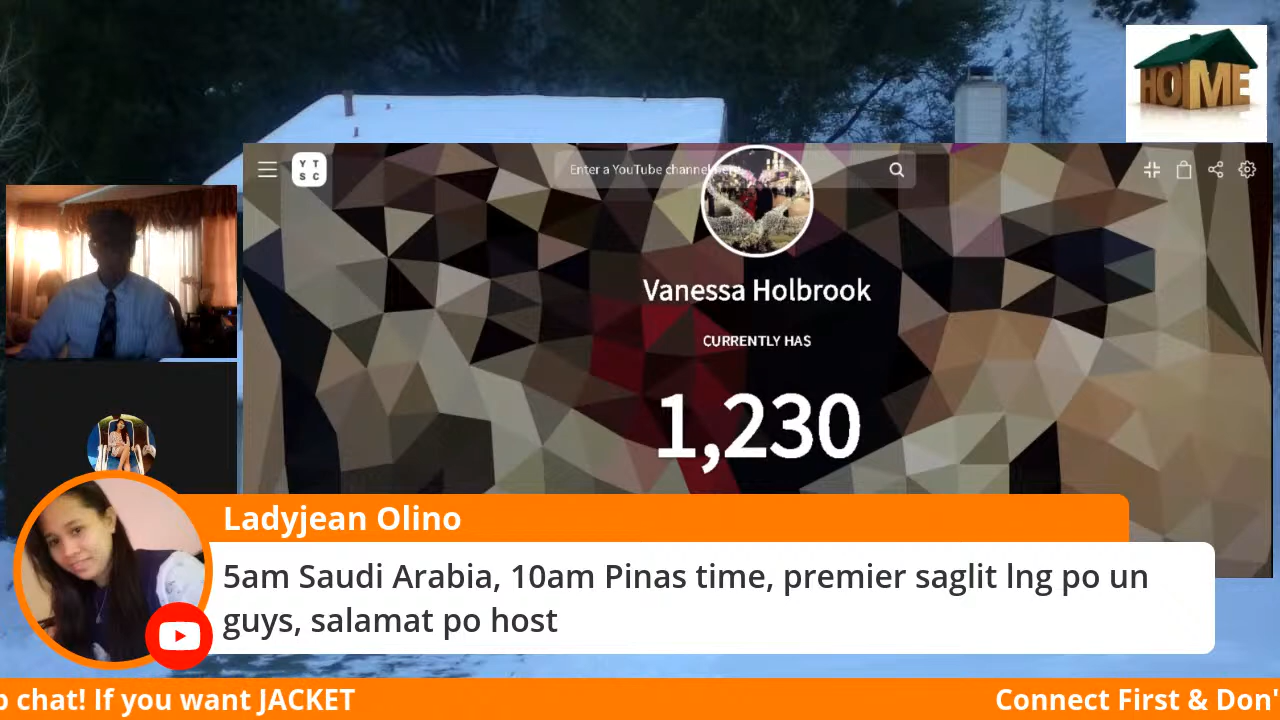 HOME
Y T
S C
Enter a YouTube channel
Vanessa Holbrook
CURRENTLY HAS
1,230
Ladyjean Olino
5am Saudi Arabia, 10am Pinas time, premier saglit lng po un
guys, salamat po host
chat! If you want JACKET
Connect First & Don'